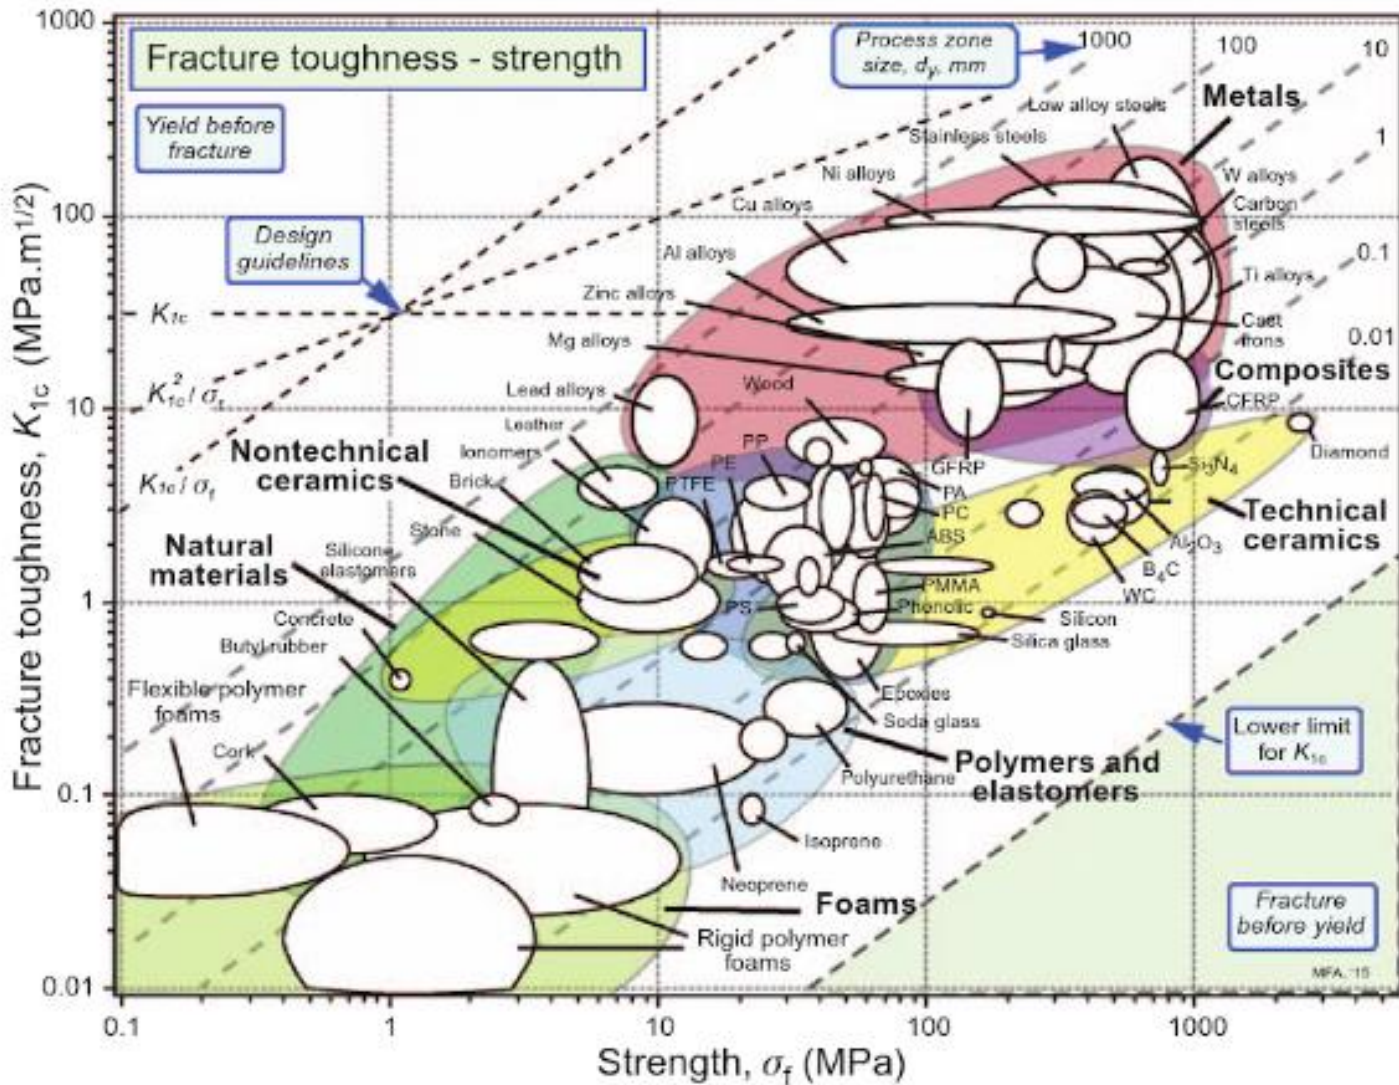 Fracture toughness - strength
Process zone
size, dy, mm
1000
100
10
1
0.1
0.01
Yield before
fracture
Design
guidelines
K1c
K1c²/σf
K1c/σf
Metals
Low alloy steels
Stainless steels
Ni alloys
W alloys
Cu alloys
Carbon
steels
Al alloys
Ti alloys
Zinc alloys
Cast
irons
Mg alloys
Composites
CFRP
Wood
Lead alloys
Leather
Ionomers
Brick
Nontechnical
ceramics
PP
PE
PTFE
GFRP
PA
PC
ABS
Si3N4
Diamond
Technical
ceramics
Al2O3
B4C
WC
Stone
Natural
materials
Silicone
elastomers
PMMA
PS
Phenolic
Silicon
Silica glass
Concrete
Butyl rubber
Flexible polymer
foams
Cork
Epoxies
Soda glass
Polyurethane
Polymers and
elastomers
Isoprene
Neoprene
Foams
Rigid polymer
foams
Lower limit
for K1c
Fracture
before yield
MFA, '15
Fracture toughness, K1c (MPa.m1/2)
1000
100
10
1
0.1
0.01
0.1
1
10
100
1000
Strength, σf (MPa)